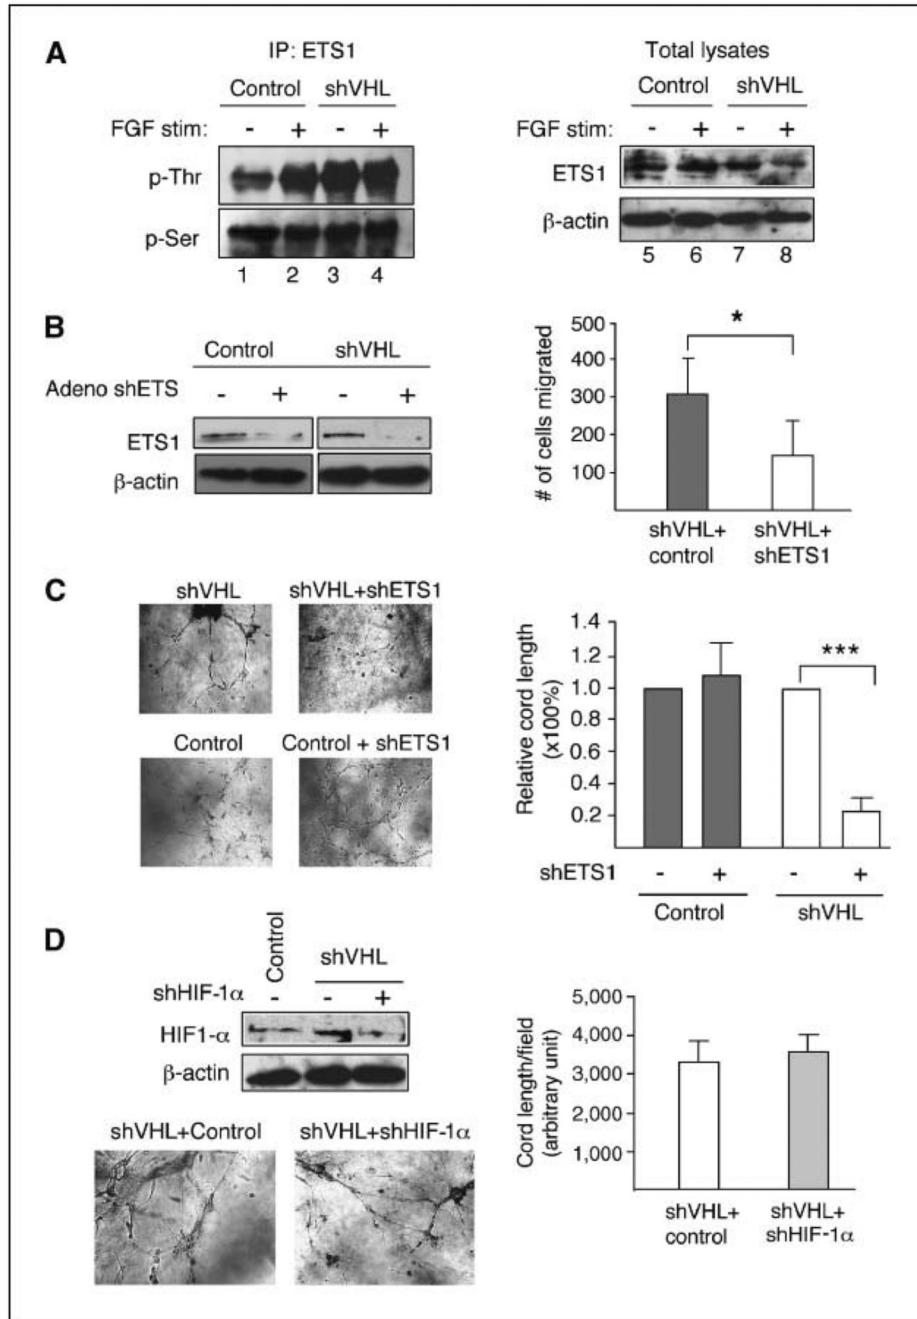 A
IP: ETS1
Control shVHL
FGF stim: - + - +
p-Thr
p-Ser
1 2 3 4
Total lysates
Control shVHL
FGF stim: - + - +
ETS1
β-actin
5 6 7 8
B
Control shVHL
Adeno shETS - + - +
ETS1
β-actin
# of cells migrated
500
400
300
200
100
*
shVHL+ shVHL+
control shETS1
C
shVHL shVHL+shETS1
Control Control + shETS1
Relative cord length
(x100%)
1.4
1.2
1.0
0.8
0.6
0.4
0.2
***
shETS1 - + - +
Control shVHL
D
Control
shVHL
shHIF-1α - - +
HIF1-α
β-actin
shVHL+Control shVHL+shHIF-1α
Cord length/field
(arbitrary unit)
5,000
4,000
3,000
2,000
1,000
shVHL+ shVHL+
control shHIF-1α